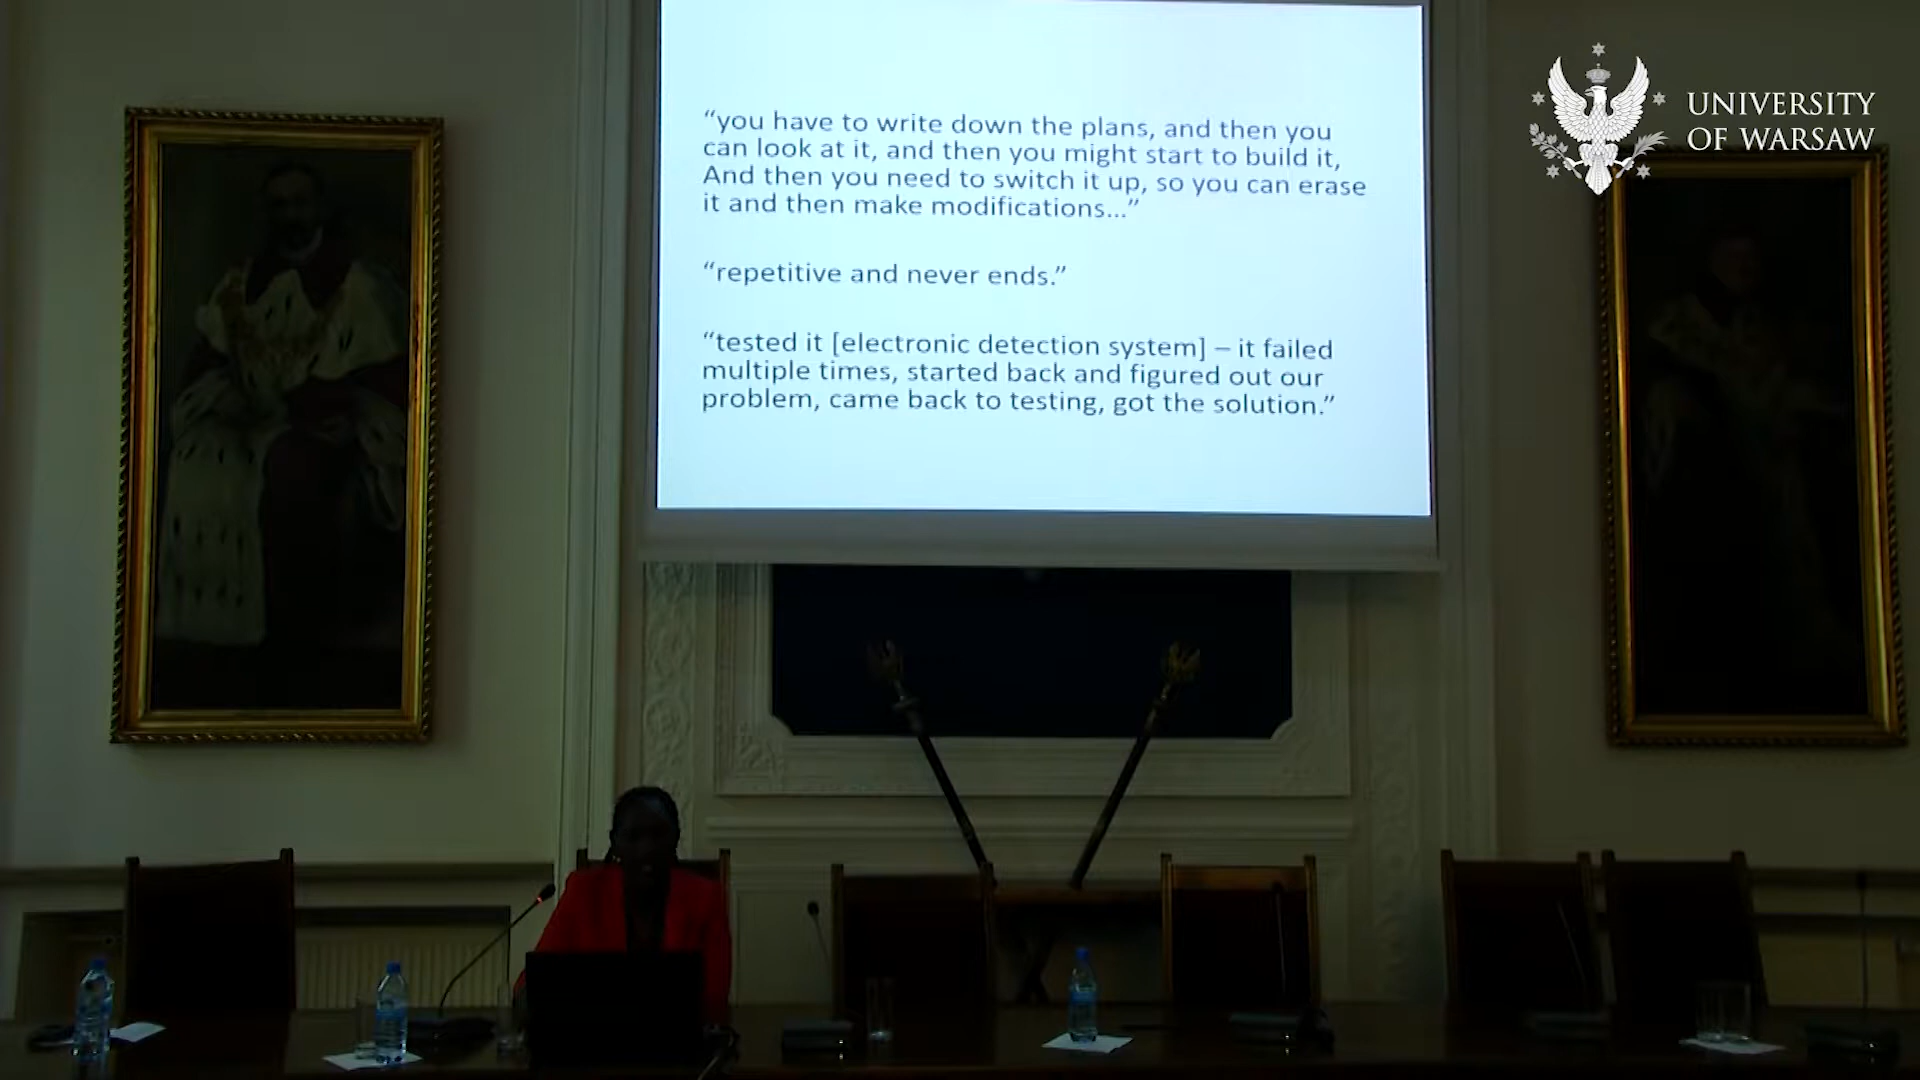 “you have to write down the plans, and then you
can look at it, and then you might start to build it,
And then you need to switch it up, so you can erase
it and then make modifications...”
“repetitive and never ends.”
“tested it [electronic detection system] – it failed
multiple times, started back and figured out our
problem, came back to testing, got the solution.”
UNIVERSITY
OF WARSAW